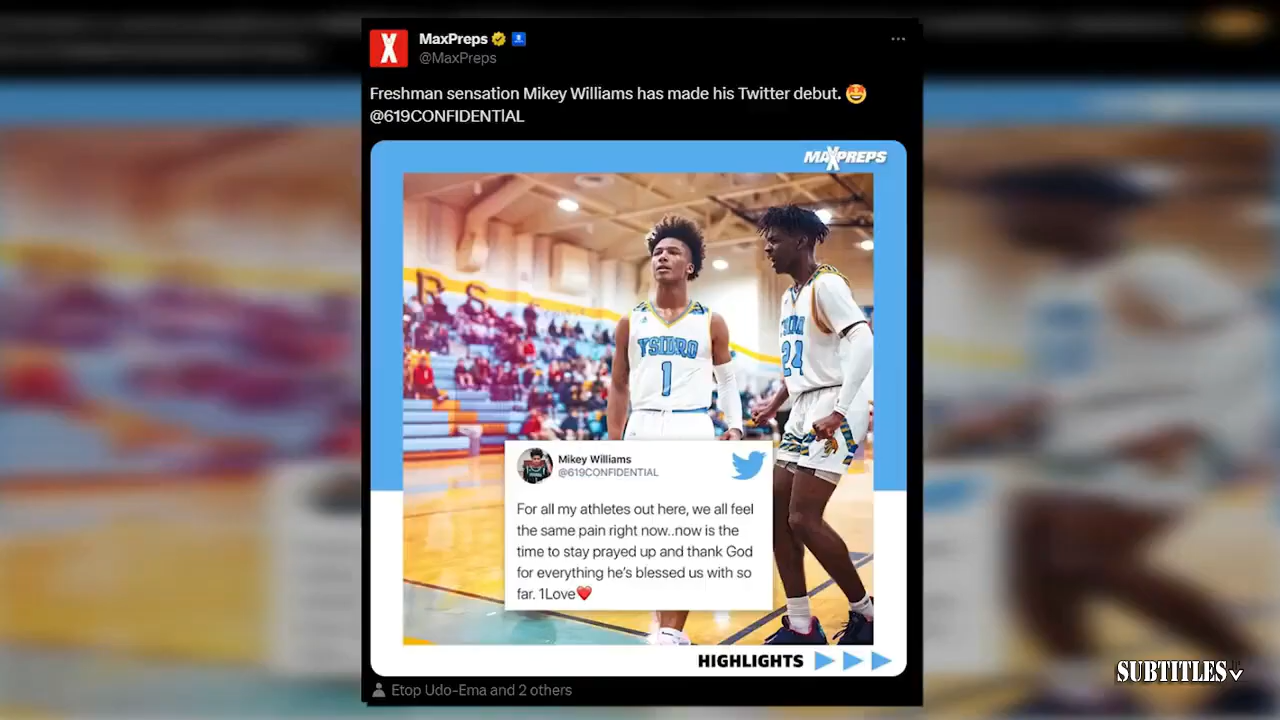 MaxPreps
@MaxPreps
Freshman sensation Mikey Williams has made his Twitter debut. 🤩
@619CONFIDENTIAL
MAXPREPS
RS
YSIDRO
1
24
Mikey Williams
@619CONFIDENTIAL
For all my athletes out here, we all feel
the same pain right now..now is the
time to stay prayed up and thank God
for everything he's blessed us with so
far. 1Love❤️
HIGHLIGHTS
Etop Udo-Ema and 2 others
SUBTITLES